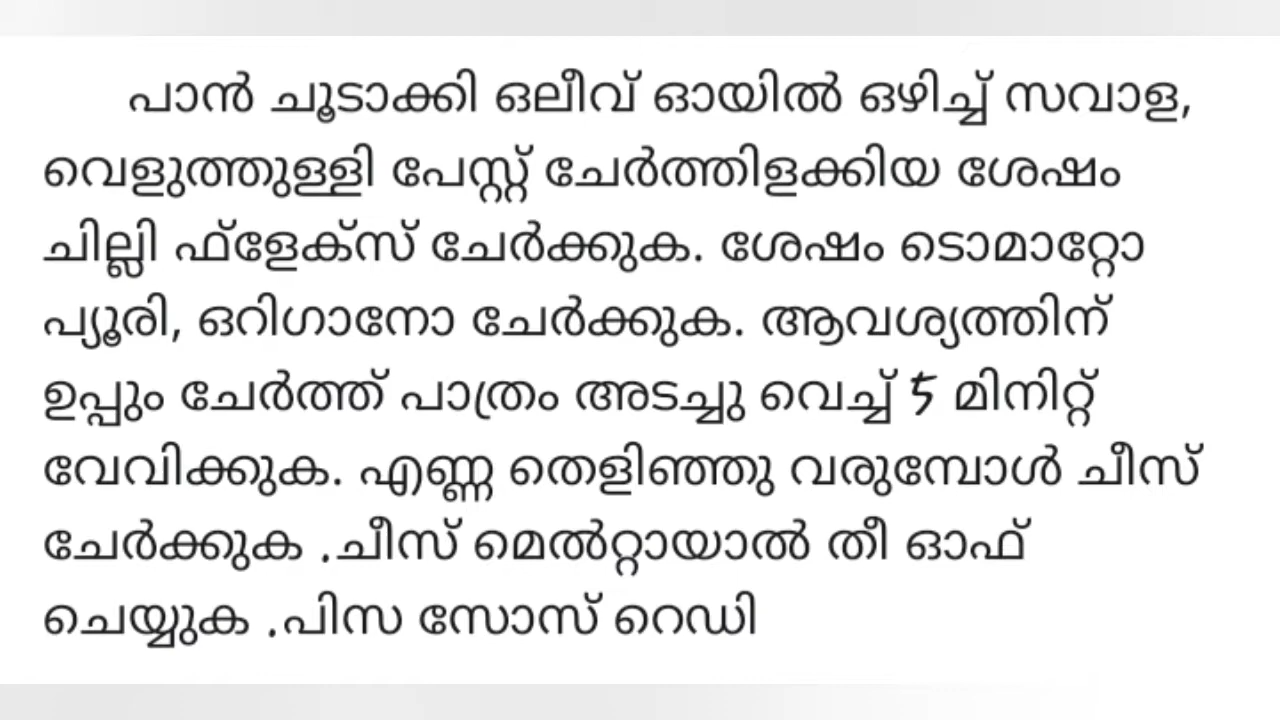 പാൻ ചൂടാക്കി ഒലീവ് ഓയിൽ ഒഴിച്ച് സവാള,
വെളുത്തുള്ളി പേസ്റ്റ് ചേർത്തിളക്കിയ ശേഷം
ചില്ലി ഫ്ളേക്സ് ചേർക്കുക. ശേഷം ടൊമാറ്റോ
പ്യൂരി, ഒറിഗാനോ ചേർക്കുക. ആവശ്യത്തിന്
ഉപ്പും ചേർത്ത് പാത്രം അടച്ചു വെച്ച് 5 മിനിറ്റ്
വേവിക്കുക. എണ്ണ തെളിഞ്ഞു വരുമ്പോൾ ചീസ്
ചേർക്കുക .ചീസ് മെൽറ്റായാൽ തീ ഓഫ്
ചെയ്യുക .പിസ സോസ് റെഡി